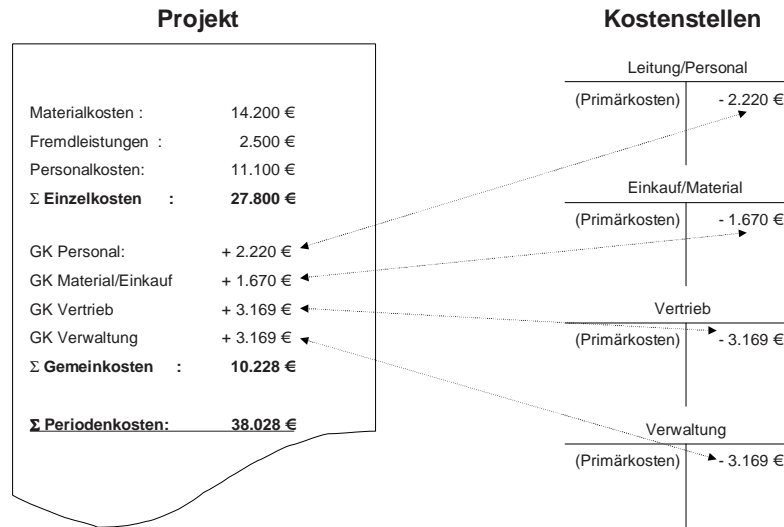 Projekt
Materialkosten : 14.200 €
Fremdleistungen : 2.500 €
Personalkosten: 11.100 €
Σ Einzelkosten : 27.800 €
GK Personal: + 2.220 €
GK Material/Einkauf + 1.670 €
GK Vertrieb + 3.169 €
GK Verwaltung + 3.169 €
Σ Gemeinkosten : 10.228 €
Σ Periodenkosten: 38.028 €
Kostenstellen
Leitung/Personal
(Primärkosten) - 2.220 €
Einkauf/Material
(Primärkosten) - 1.670 €
Vertrieb
(Primärkosten) - 3.169 €
Verwaltung
(Primärkosten) - 3.169 €